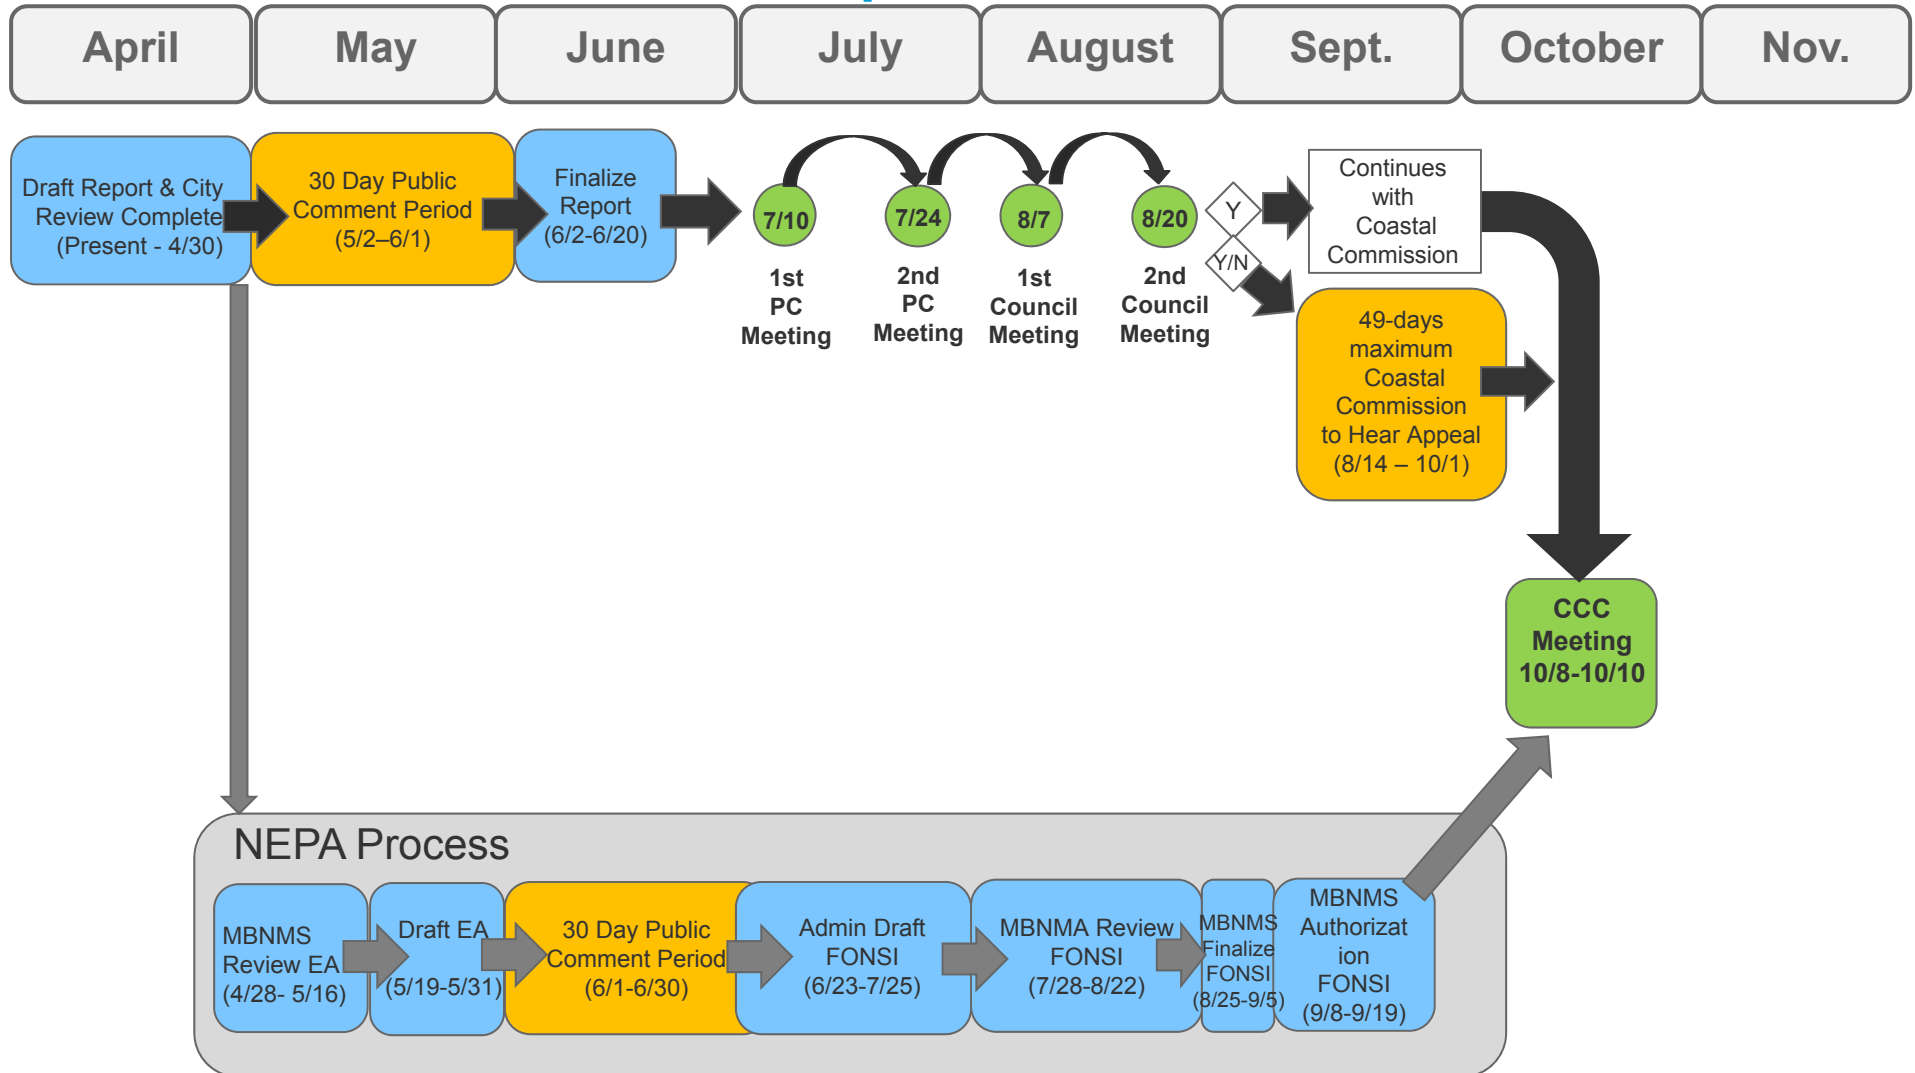 April
May
June
July
August
Sept.
October
Nov.
Draft Report & City
Review Complete
(Present - 4/30)
30 Day Public
Comment Period
(5/2–6/1)
Finalize
Report
(6/2-6/20)
7/10
1st
PC
Meeting
7/24
2nd
PC
Meeting
8/7
1st
Council
Meeting
8/20
2nd
Council
Meeting
Y
Y/N
Continues
with
Coastal
Commission
49-days
maximum
Coastal
Commission
to Hear Appeal
(8/14 – 10/1)
CCC
Meeting
10/8-10/10
NEPA Process
MBNMS
Review EA
(4/28- 5/16)
Draft EA
(5/19-5/31)
30 Day Public
Comment Period
(6/1-6/30)
Admin Draft
FONSI
(6/23-7/25)
MBNMA Review
FONSI
(7/28-8/22)
MBNMS
Finalize
FONSI
(8/25-9/5)
MBNMS
Authorizat
ion
FONSI
(9/8-9/19)